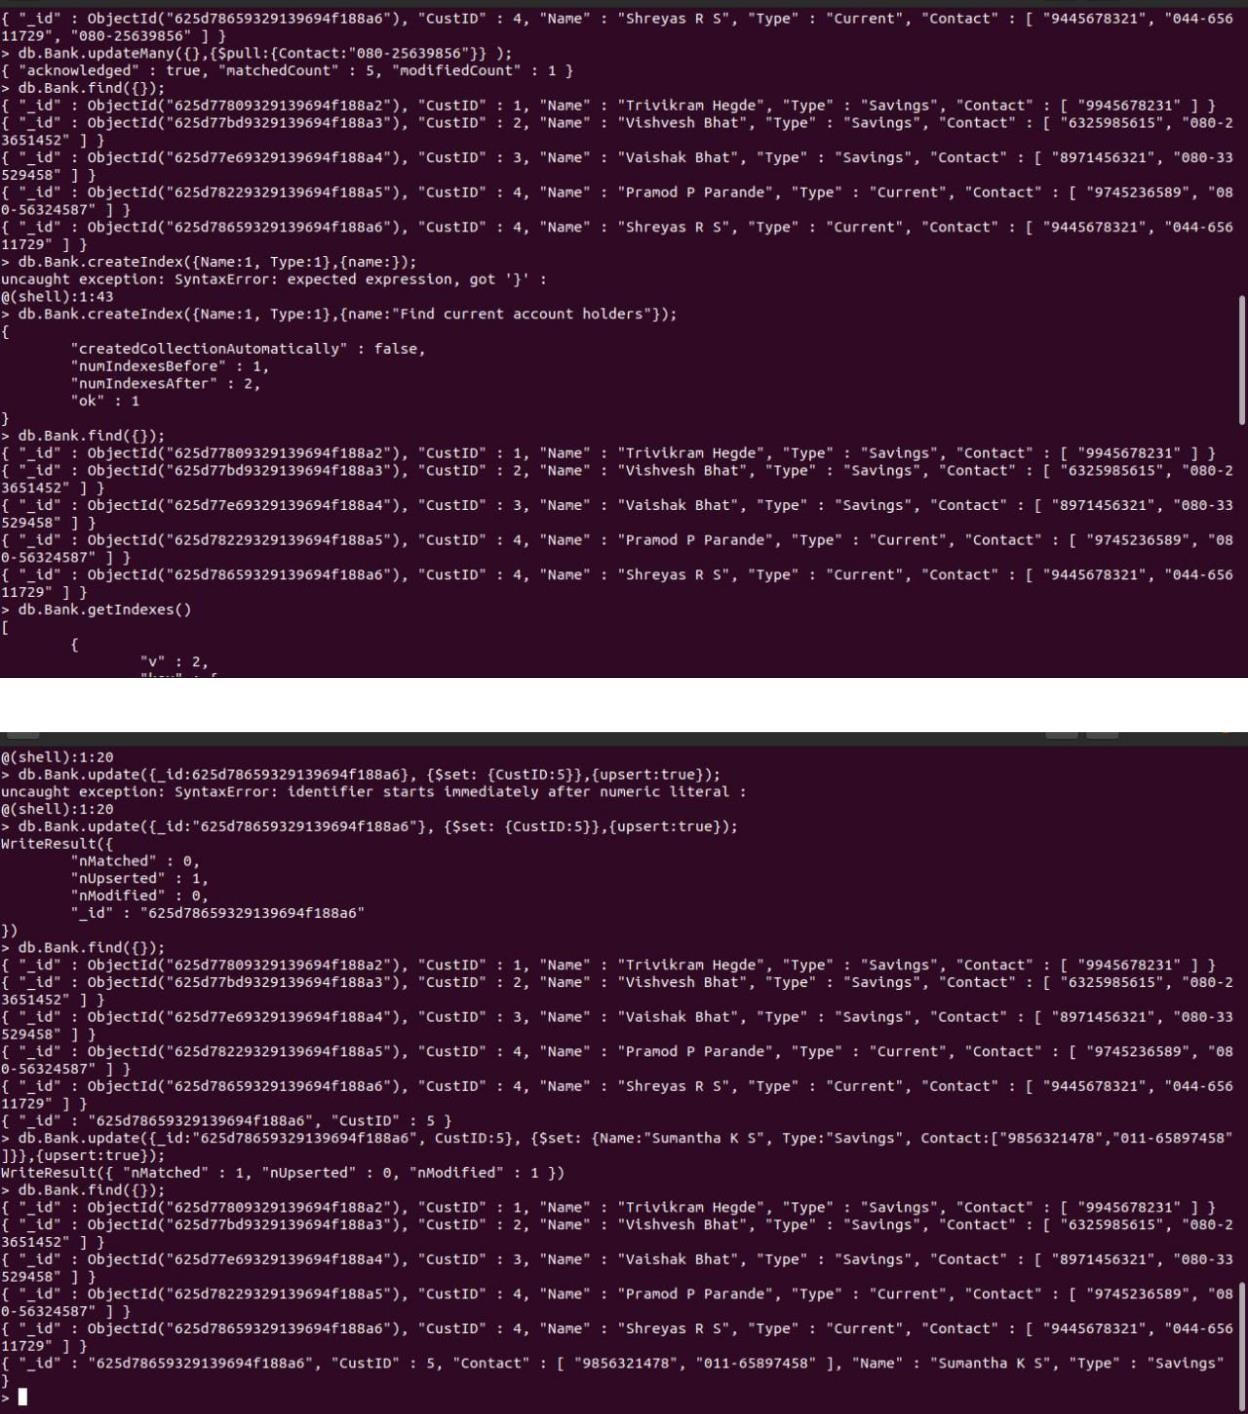 { "_id" : ObjectId("625d78659329139694f188a6"), "CustID" : 4, "Name" : "Shreyas R S", "Type" : "Current", "Contact" : [ "9445678321", "044-656
11729", "080-25639856" ] }
> db.Bank.updateMany({},{$pull:{Contact:"080-25639856"}} );
{ "acknowledged" : true, "matchedCount" : 5, "modifiedCount" : 1 }
> db.Bank.find({});
{ "_id" : ObjectId("625d77809329139694f188a2"), "CustID" : 1, "Name" : "Trivikram Hegde", "Type" : "Savings", "Contact" : [ "9945678231" ] }
{ "_id" : ObjectId("625d77bd9329139694f188a3"), "CustID" : 2, "Name" : "Vishvesh Bhat", "Type" : "Savings", "Contact" : [ "6325985615", "080-2
3651452" ] }
{ "_id" : ObjectId("625d77e69329139694f188a4"), "CustID" : 3, "Name" : "Vaishak Bhat", "Type" : "Savings", "Contact" : [ "8971456321", "080-33
529458" ] }
{ "_id" : ObjectId("625d78229329139694f188a5"), "CustID" : 4, "Name" : "Pramod P Parande", "Type" : "Current", "Contact" : [ "9745236589", "08
0-56324587" ] }
{ "_id" : ObjectId("625d78659329139694f188a6"), "CustID" : 4, "Name" : "Shreyas R S", "Type" : "Current", "Contact" : [ "9445678321", "044-656
11729" ] }
> db.Bank.createIndex({Name:1, Type:1},{name:});
uncaught exception: SyntaxError: expected expression, got '}' :
@(shell):1:43
> db.Bank.createIndex({Name:1, Type:1},{name:"Find current account holders"});
{
"createdCollectionAutomatically" : false,
"numIndexesBefore" : 1,
"numIndexesAfter" : 2,
"ok" : 1
}
> db.Bank.find({});
{ "_id" : ObjectId("625d77809329139694f188a2"), "CustID" : 1, "Name" : "Trivikram Hegde", "Type" : "Savings", "Contact" : [ "9945678231" ] }
{ "_id" : ObjectId("625d77bd9329139694f188a3"), "CustID" : 2, "Name" : "Vishvesh Bhat", "Type" : "Savings", "Contact" : [ "6325985615", "080-2
3651452" ] }
{ "_id" : ObjectId("625d77e69329139694f188a4"), "CustID" : 3, "Name" : "Vaishak Bhat", "Type" : "Savings", "Contact" : [ "8971456321", "080-33
529458" ] }
{ "_id" : ObjectId("625d78229329139694f188a5"), "CustID" : 4, "Name" : "Pramod P Parande", "Type" : "Current", "Contact" : [ "9745236589", "08
0-56324587" ] }
{ "_id" : ObjectId("625d78659329139694f188a6"), "CustID" : 4, "Name" : "Shreyas R S", "Type" : "Current", "Contact" : [ "9445678321", "044-656
11729" ] }
> db.Bank.getIndexes()
[
{
"v" : 2,
@(shell):1:20
> db.Bank.update({_id:625d78659329139694f188a6}, {$set: {CustID:5}},{upsert:true});
uncaught exception: SyntaxError: identifier starts immediately after numeric literal :
@(shell):1:20
> db.Bank.update({_id:"625d78659329139694f188a6"}, {$set: {CustID:5}},{upsert:true});
WriteResult({
"nMatched" : 0,
"nUpserted" : 1,
"nModified" : 0,
"_id" : "625d78659329139694f188a6"
})
> db.Bank.find({});
{ "_id" : ObjectId("625d77809329139694f188a2"), "CustID" : 1, "Name" : "Trivikram Hegde", "Type" : "Savings", "Contact" : [ "9945678231" ] }
{ "_id" : ObjectId("625d77bd9329139694f188a3"), "CustID" : 2, "Name" : "Vishvesh Bhat", "Type" : "Savings", "Contact" : [ "6325985615", "080-2
3651452" ] }
{ "_id" : ObjectId("625d77e69329139694f188a4"), "CustID" : 3, "Name" : "Vaishak Bhat", "Type" : "Savings", "Contact" : [ "8971456321", "080-33
529458" ] }
{ "_id" : ObjectId("625d78229329139694f188a5"), "CustID" : 4, "Name" : "Pramod P Parande", "Type" : "Current", "Contact" : [ "9745236589", "08
0-56324587" ] }
{ "_id" : ObjectId("625d78659329139694f188a6"), "CustID" : 4, "Name" : "Shreyas R S", "Type" : "Current", "Contact" : [ "9445678321", "044-656
11729" ] }
{ "_id" : "625d78659329139694f188a6", "CustID" : 5 }
> db.Bank.update({_id:"625d78659329139694f188a6", CustID:5}, {$set: {Name:"Sumantha K S", Type:"Savings", Contact:["9856321478","011-65897458"
]}},{upsert:true});
WriteResult({ "nMatched" : 1, "nUpserted" : 0, "nModified" : 1 })
> db.Bank.find({});
{ "_id" : ObjectId("625d77809329139694f188a2"), "CustID" : 1, "Name" : "Trivikram Hegde", "Type" : "Savings", "Contact" : [ "9945678231" ] }
{ "_id" : ObjectId("625d77bd9329139694f188a3"), "CustID" : 2, "Name" : "Vishvesh Bhat", "Type" : "Savings", "Contact" : [ "6325985615", "080-2
3651452" ] }
{ "_id" : ObjectId("625d77e69329139694f188a4"), "CustID" : 3, "Name" : "Vaishak Bhat", "Type" : "Savings", "Contact" : [ "8971456321", "080-33
529458" ] }
{ "_id" : ObjectId("625d78229329139694f188a5"), "CustID" : 4, "Name" : "Pramod P Parande", "Type" : "Current", "Contact" : [ "9745236589", "08
0-56324587" ] }
{ "_id" : ObjectId("625d78659329139694f188a6"), "CustID" : 4, "Name" : "Shreyas R S", "Type" : "Current", "Contact" : [ "9445678321", "044-656
11729" ] }
{ "_id" : "625d78659329139694f188a6", "CustID" : 5, "Contact" : [ "9856321478", "011-65897458" ], "Name" : "Sumantha K S", "Type" : "Savings"
}
>